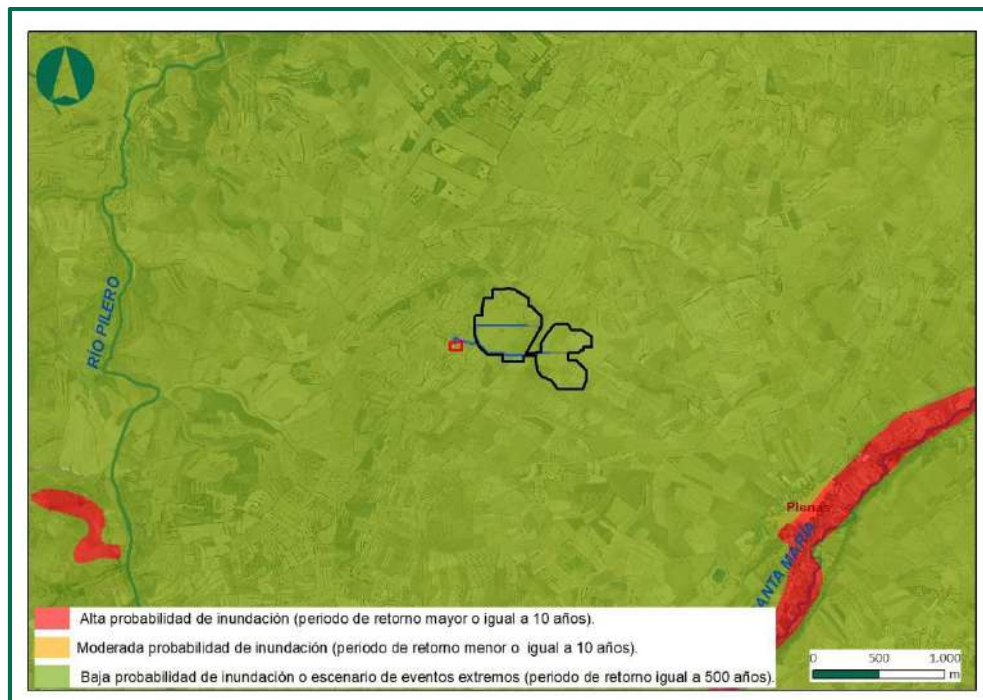 RÍO PILERO
Plenas
ANTA MARÍA
Alta probabilidad de inundación (periodo de retorno mayor o igual a 10 años).
Moderada probabilidad de inundación (periodo de retorno menor o igual a 10 años).
Baja probabilidad de inundación o escenario de eventos extremos (periodo de retorno igual a 500 años).
0 500 1.000
m